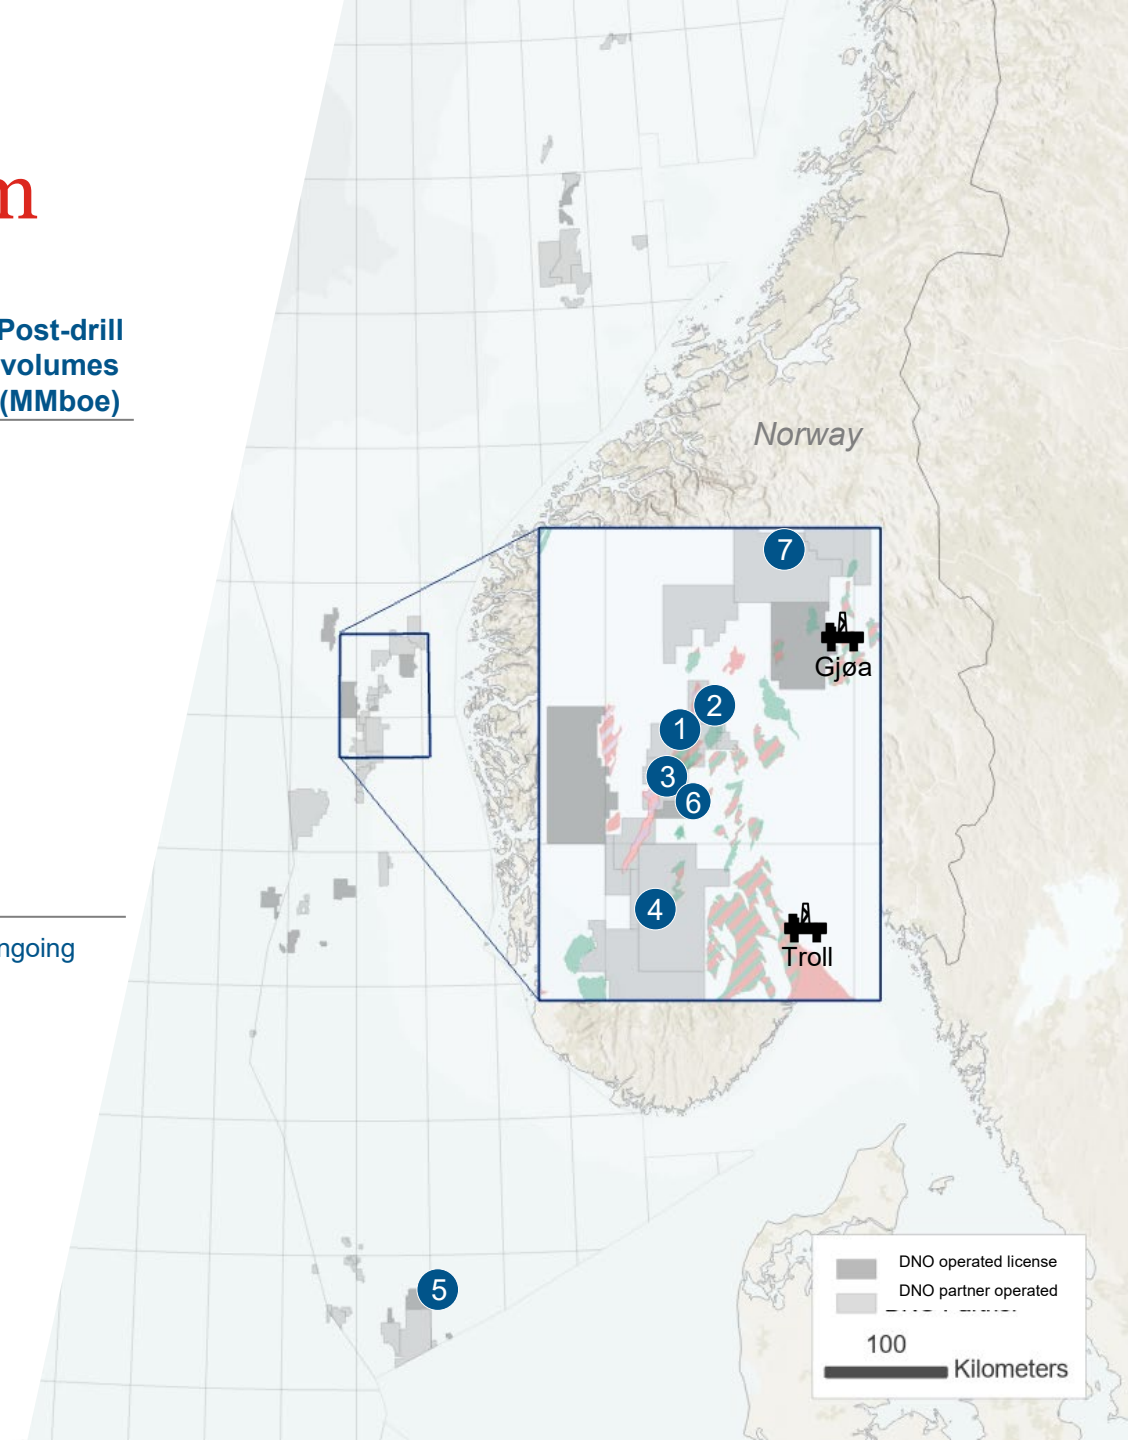 Post-drill
volumes
(MMboe)
ngoing
Norway
7
Gjøa
2
1
3
6
4
Troll
5
DNO operated license
DNO partner operated
100
Kilometers